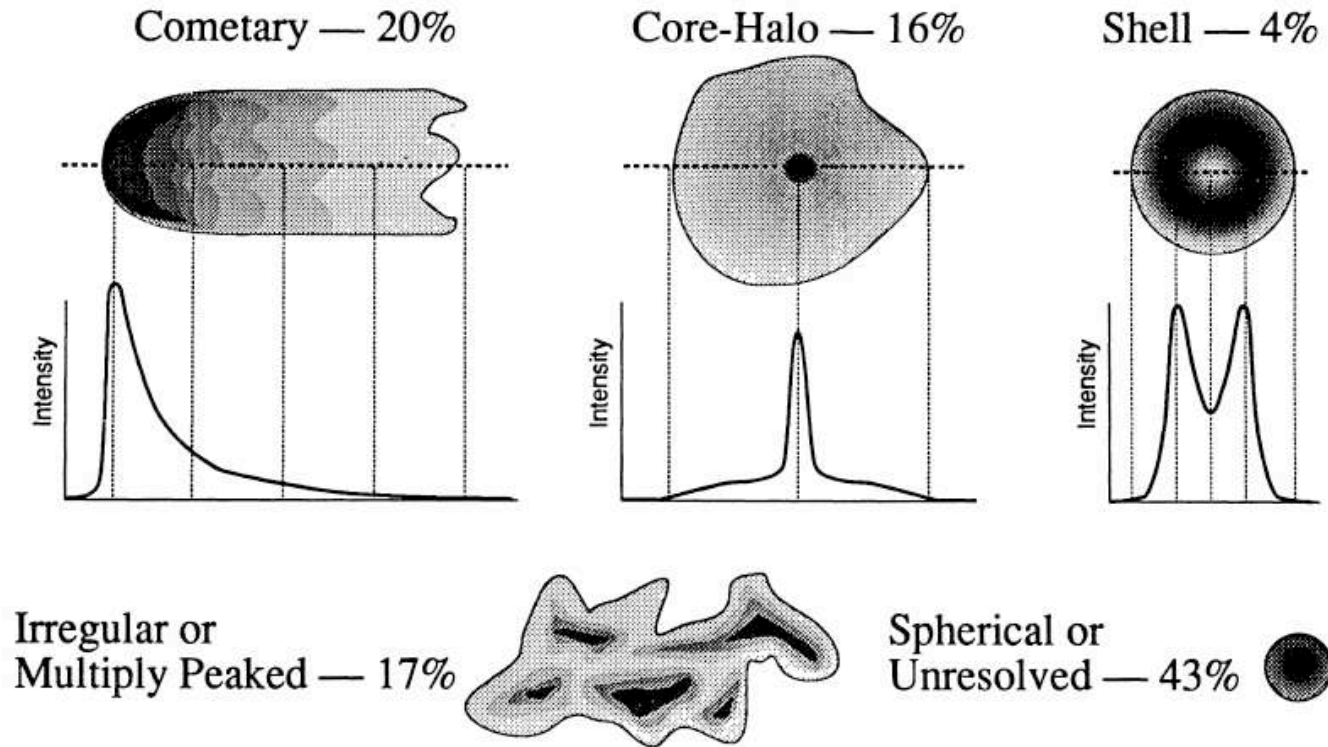 Cometary — 20%
Core-Halo — 16%
Shell — 4%
Intensity
Intensity
Intensity
Irregular or
Multiply Peaked — 17%
Spherical or
Unresolved — 43%